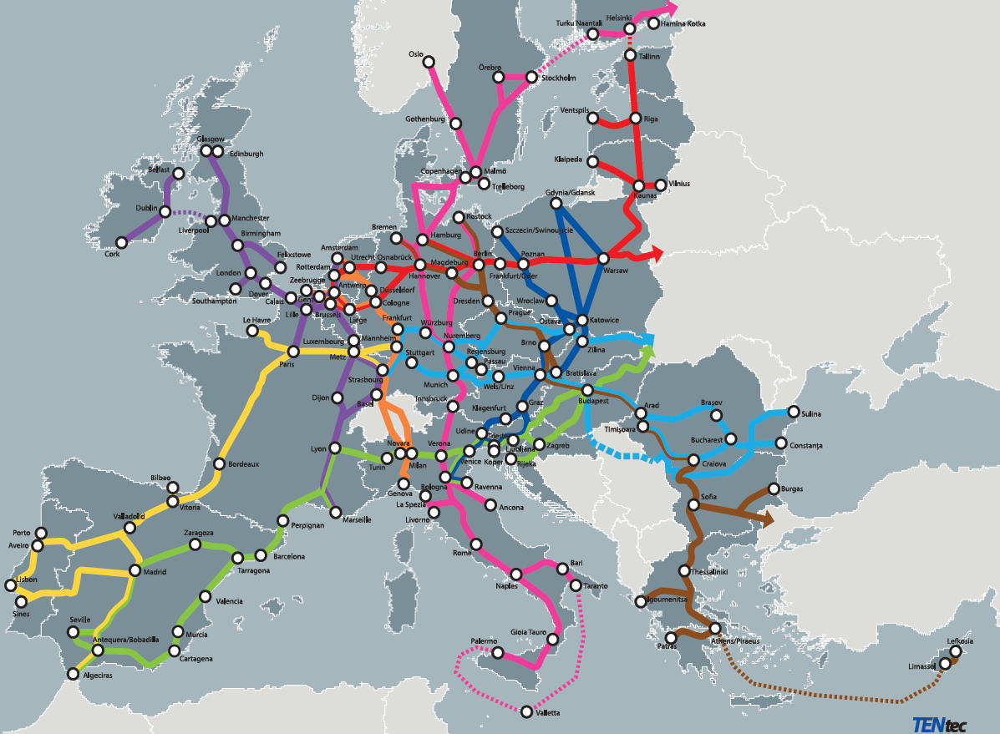 Helsinki
Turku Naantali
Hamina Kotka
Oslo
Tallinn
Örebro
Stockholm
Ventspils
Gothenburg
Riga
Glasgow
Edinburgh
Klaipeda
Belfast
Copenhagen
Malmö
Trelleborg
Vilnius
Kaunas
Gdynia/Gdansk
Dublin
Liverpool
Manchester
Rostock
Bremen
Szczecin/Swinoujscie
Birmingham
Hamburg
Cork
Amsterdam
Felixstowe
Utrecht
Osnabrück
Magdeburg
Berlin
Poznan
Rotterdam
Warsaw
London
Zeebrugge
Hannover
Frankfurt/Oder
Southampton
Dover
Antwerp
Düsseldorf
Calais
Gent
Cologne
Dresden
Wroclaw
Lille
Brussels
Liege
Prague
Le Havre
Frankfurt
Würzburg
Ostava
Katowice
Luxembourg
Mannheim
Nuremberg
Brno
Zilina
Paris
Metz
Stuttgart
Regensburg
Passau
Vienna
Bratislava
Strasbourg
Munich
Wels/Linz
Dijon
Basel
Innsbruck
Klagenfurt
Graz
Budapest
Arad
Braşov
Sulina
Timişoara
Udine
Trieste
Bucharest
Constanţa
Lyon
Novara
Verona
Ljubljana
Zagreb
Turin
Milan
Venice
Koper
Rijeka
Craiova
Bordeaux
Bilbao
Genova
Bologna
Ravenna
Burgas
Vitoria
La Spezia
Ancona
Sofia
Livorno
Marseille
Valladolid
Perpignan
Porto
Aveiro
Zaragoza
Rome
Barcelona
Tarragona
Madrid
Bari
Thessaliniki
Lisbon
Naples
Taranto
Sines
Valencia
Igoumenitsa
Seville
Murcia
Gioia Tauro
Antequera/Bobadilla
Palermo
Patras
Athens/Piraeus
Lefkosia
Cartagena
Limassol
Algeciras
Valletta
TENtec